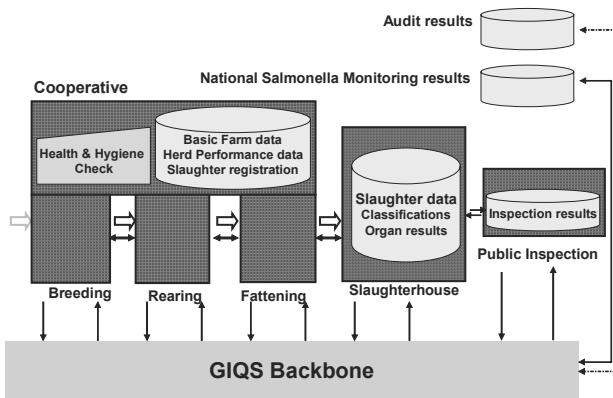 Audit results
National Salmonella Monitoring results
Cooperative
Health & Hygiene
Check
Basic Farm data
Herd Performance data
Slaughter registration
Slaughter data
Classifications
Organ results
Inspection results
Public Inspection
Breeding
Rearing
Fattening
Slaughterhouse
GIQS Backbone